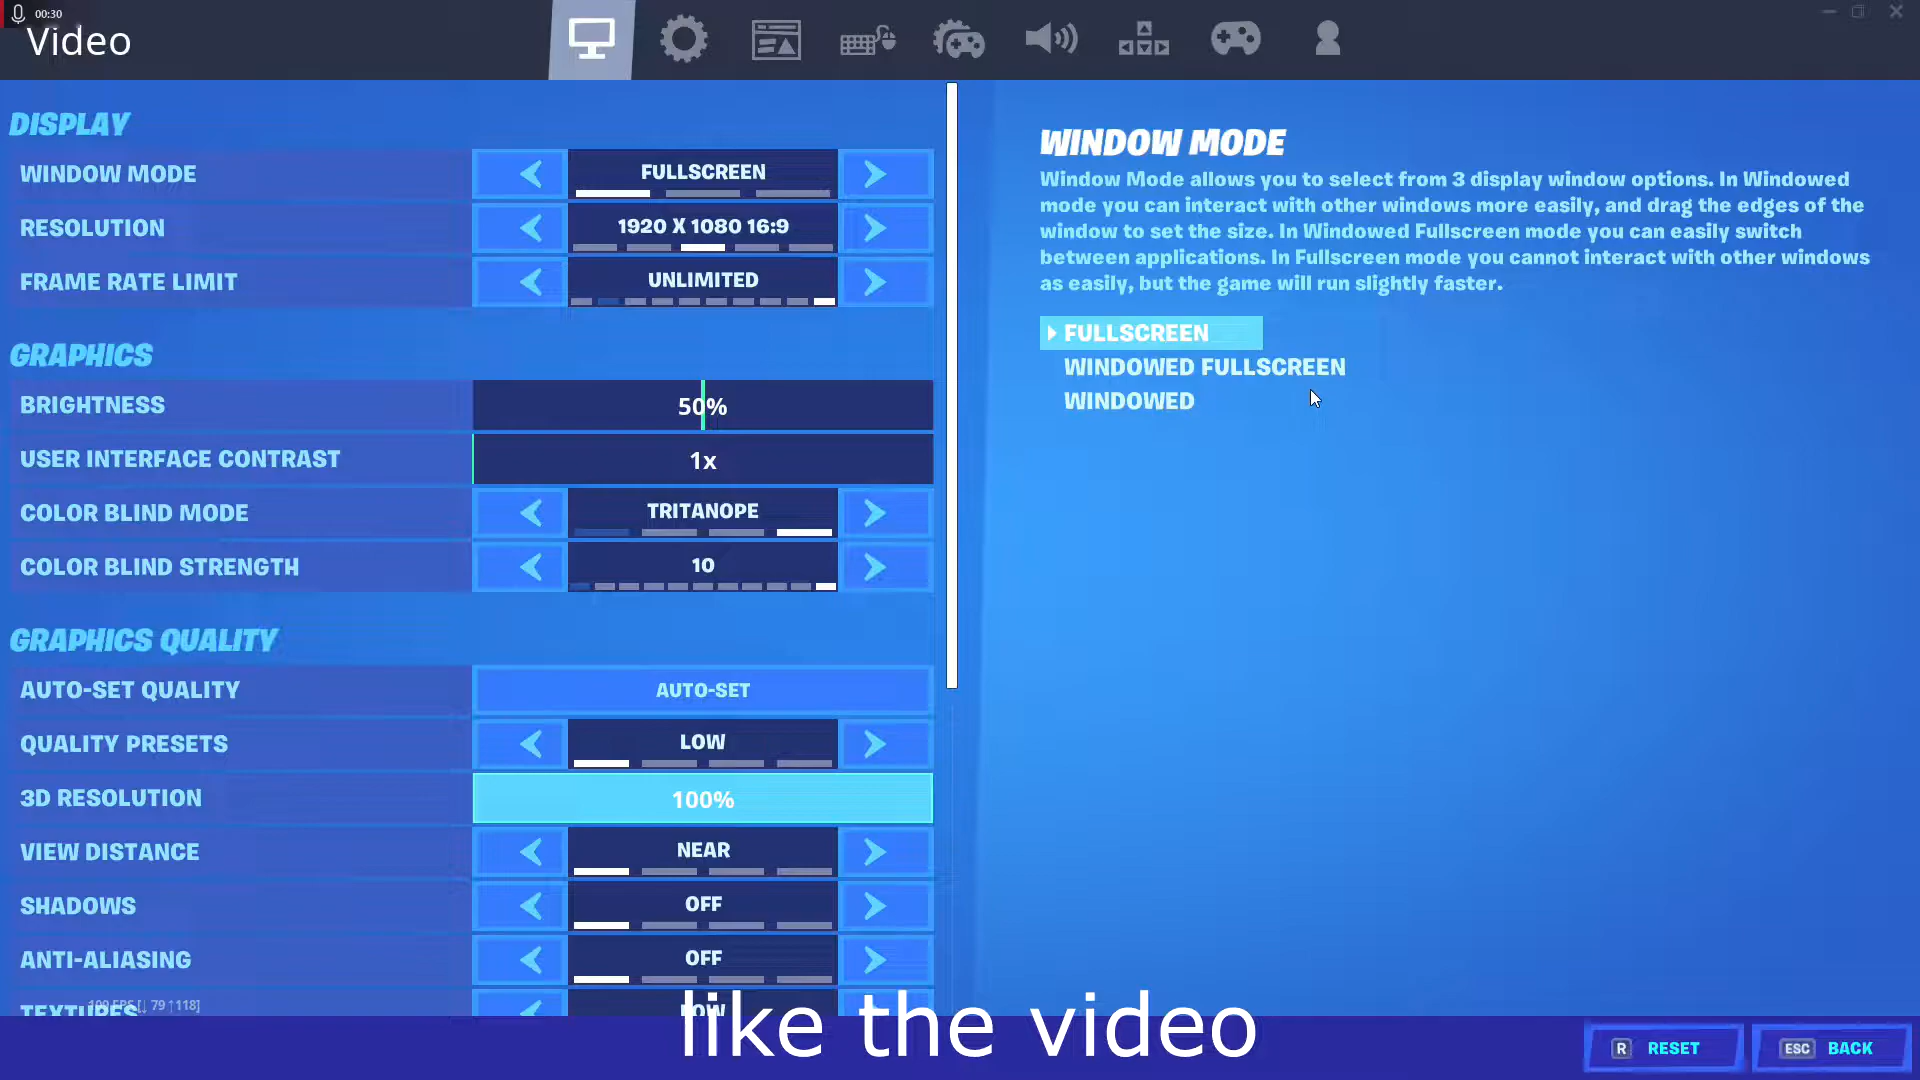 00:30
Video
DISPLAY
WINDOW MODE
FULLSCREEN
RESOLUTION
1920 X 1080 16:9
FRAME RATE LIMIT
UNLIMITED
GRAPHICS
BRIGHTNESS
50%
USER INTERFACE CONTRAST
1x
COLOR BLIND MODE
TRITANOPE
COLOR BLIND STRENGTH
10
GRAPHICS QUALITY
AUTO-SET QUALITY
AUTO-SET
QUALITY PRESETS
LOW
3D RESOLUTION
100%
VIEW DISTANCE
NEAR
SHADOWS
OFF
ANTI-ALIASING
OFF
TEXTURES
LOW
WINDOW MODE
Window Mode allows you to select from 3 display window options. In Windowed
mode you can interact with other windows more easily, and drag the edges of the
window to set the size. In Windowed Fullscreen mode you can easily switch
between applications. In Fullscreen mode you cannot interact with other windows
as easily, but the game will run slightly faster.
FULLSCREEN
WINDOWED FULLSCREEN
WINDOWED
like the video
R RESET
ESC BACK